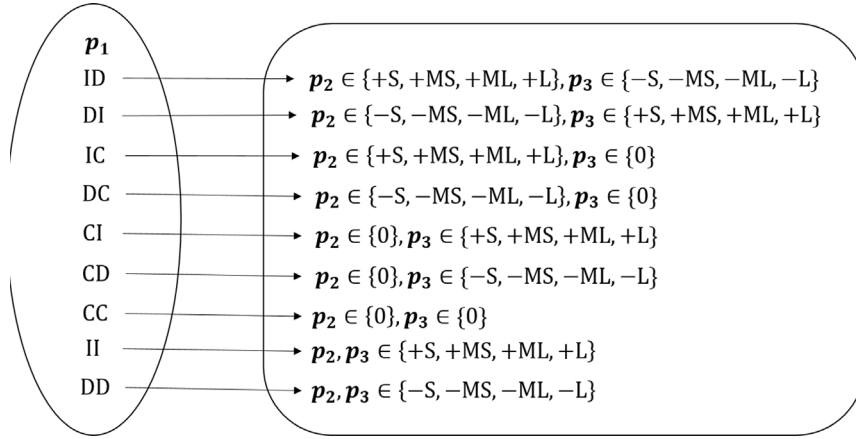 p₁
ID p₂ ∈ {+S, +MS, +ML, +L}, p₃ ∈ {−S, −MS, −ML, −L}
DI p₂ ∈ {−S, −MS, −ML, −L}, p₃ ∈ {+S, +MS, +ML, +L}
IC p₂ ∈ {+S, +MS, +ML, +L}, p₃ ∈ {0}
DC p₂ ∈ {−S, −MS, −ML, −L}, p₃ ∈ {0}
CI p₂ ∈ {0}, p₃ ∈ {+S, +MS, +ML, +L}
CD p₂ ∈ {0}, p₃ ∈ {−S, −MS, −ML, −L}
CC p₂ ∈ {0}, p₃ ∈ {0}
II p₂, p₃ ∈ {+S, +MS, +ML, +L}
DD p₂, p₃ ∈ {−S, −MS, −ML, −L}